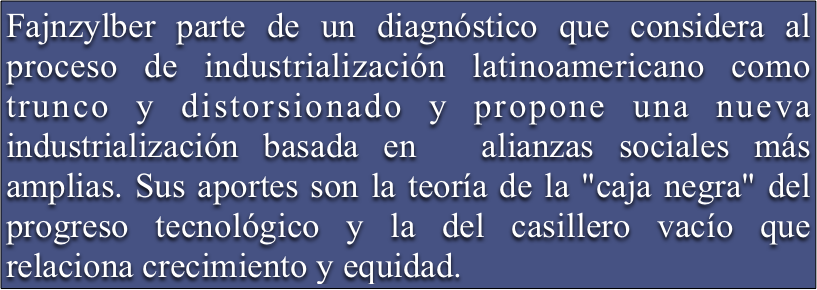 Fajnzylber parte de un diagnóstico que considera al
proceso de industrialización latinoamericano como
trunco y distorsionado y propone una nueva
industrialización basada en alianzas sociales más
amplias. Sus aportes son la teoría de la "caja negra" del
progreso tecnológico y la del casillero vacío que
relaciona crecimiento y equidad.